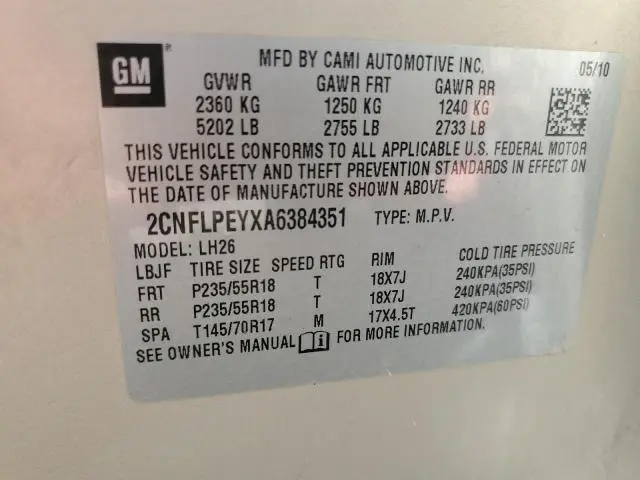 GM ®
MFD BY CAMI AUTOMOTIVE INC. 05/10
GVWR GAWR FRT GAWR RR
2360 KG 1250 KG 1240 KG
5202 LB 2755 LB 2733 LB
THIS VEHICLE CONFORMS TO ALL APPLICABLE U.S. FEDERAL MOTOR
VEHICLE SAFETY AND THEFT PREVENTION STANDARDS IN EFFECT ON
THE DATE OF MANUFACTURE SHOWN ABOVE.
2CNFLPEYXA6384351 TYPE: M.P.V.
MODEL: LH26
LBJF TIRE SIZE SPEED RTG RIM COLD TIRE PRESSURE
FRT P235/55R18 T 18X7J 240KPA(35PSI)
RR P235/55R18 T 18X7J 240KPA(35PSI)
SPA T145/70R17 M 17X4.5T 420KPA(60PSI)
SEE OWNER'S MANUAL i FOR MORE INFORMATION.